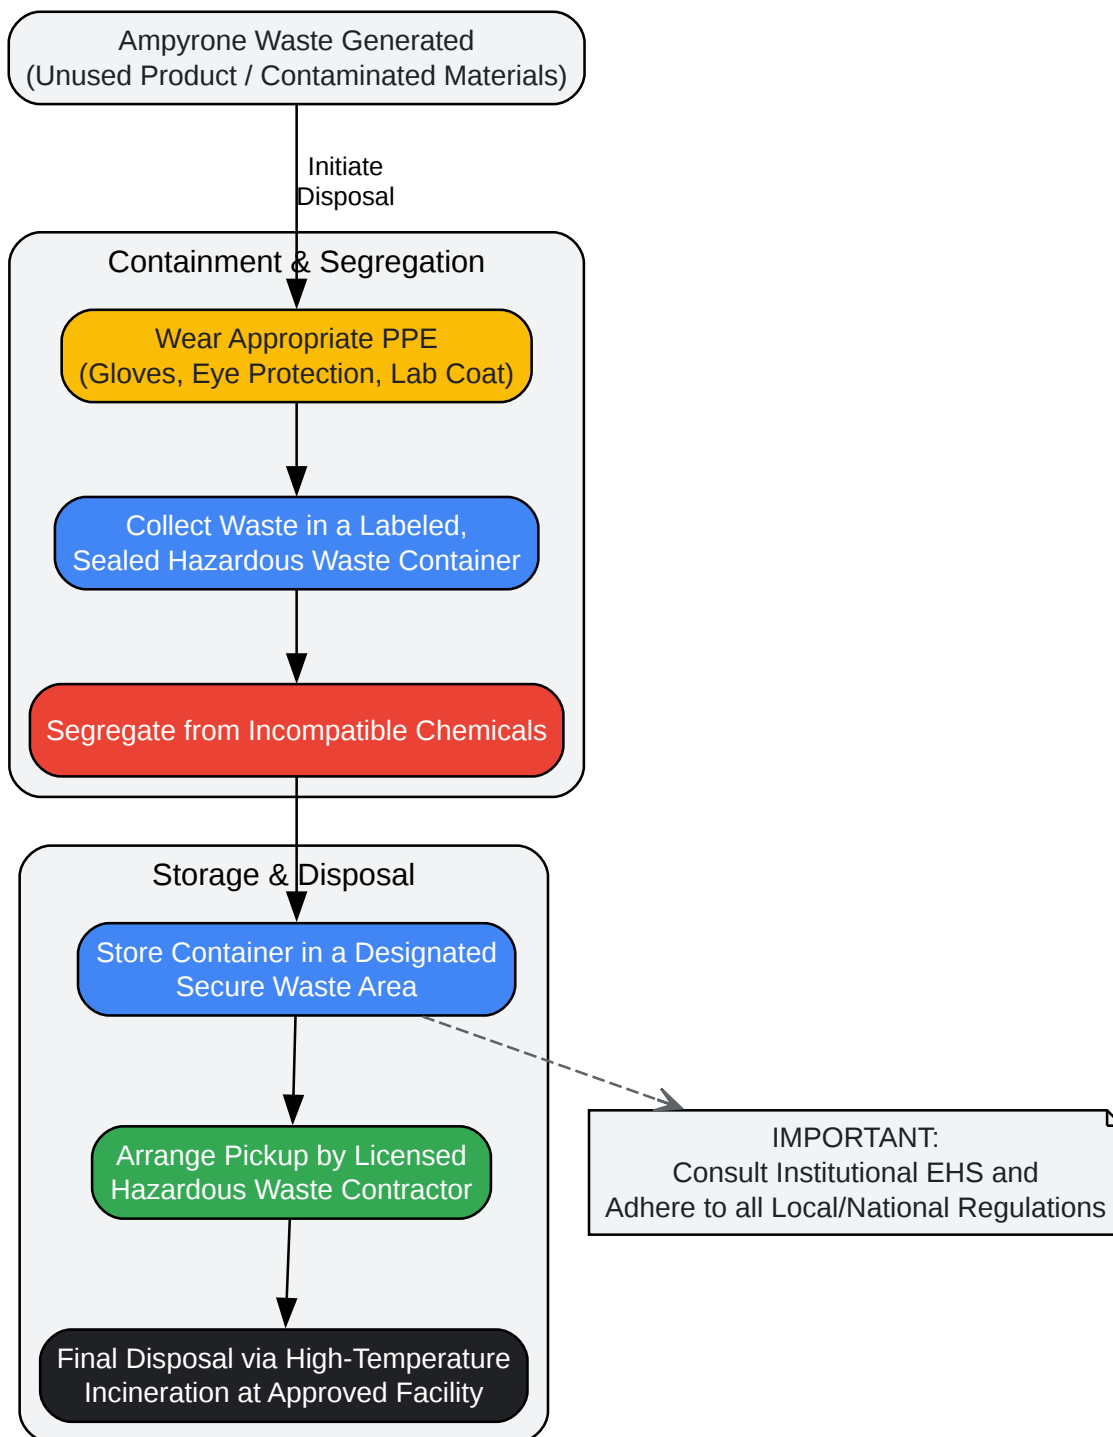 Ampyrone Waste Generated
(Unused Product / Contaminated Materials)
Initiate
Disposal
Containment & Segregation
Wear Appropriate PPE
(Gloves, Eye Protection, Lab Coat)
Collect Waste in a Labeled,
Sealed Hazardous Waste Container
Segregate from Incompatible Chemicals
Storage & Disposal
Store Container in a Designated
Secure Waste Area
Arrange Pickup by Licensed
Hazardous Waste Contractor
IMPORTANT:
Consult Institutional EHS and
Adhere to all Local/National Regulations
Final Disposal via High-Temperature
Incineration at Approved Facility